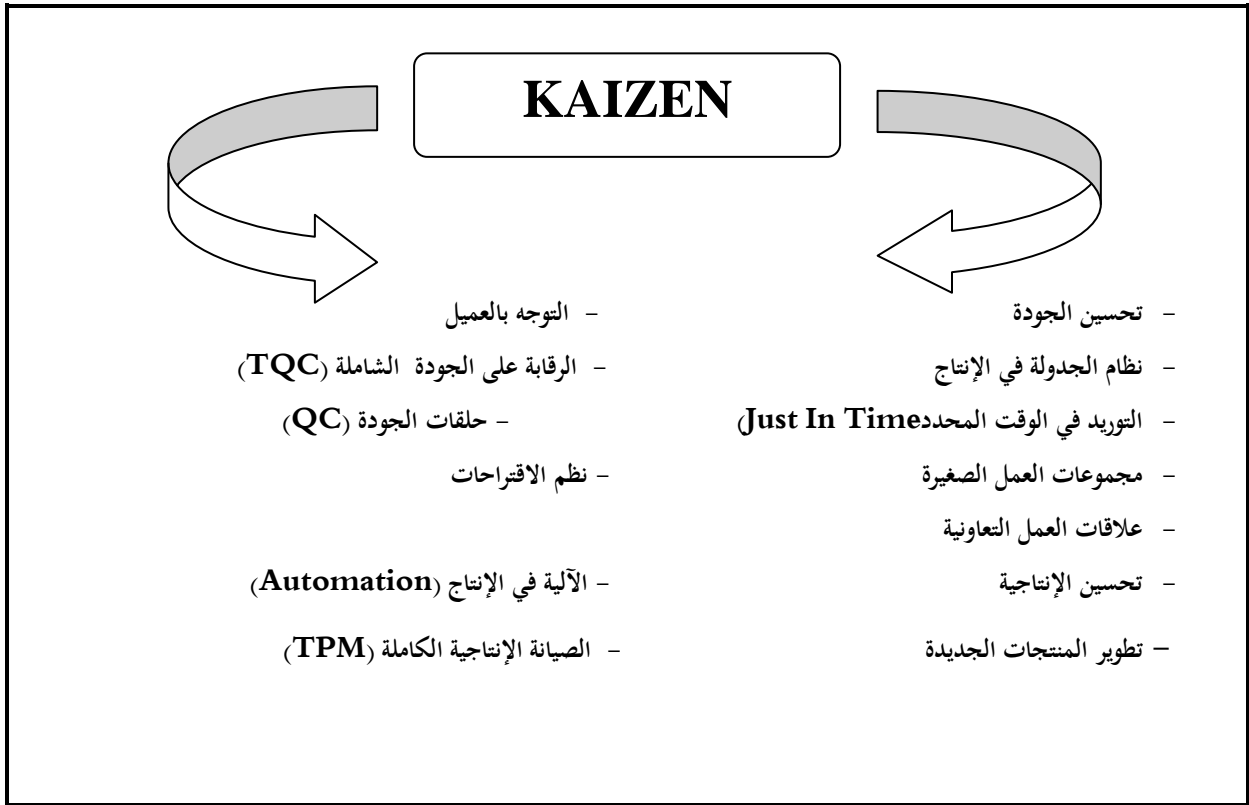 KAIZEN
- تحسين الجودة
- التوجه بالعميل
- نظام الجدولة في الإنتاج
- الرقابة على الجودة الشاملة (TQC)
- التوريد في الوقت المحددJust In Time)
- حلقات الجودة (QC)
- مجموعات العمل الصغيرة
- نظم الاقتراحات
- علاقات العمل التعاونية
- تحسين الإنتاجية
- الآلية في الإنتاج (Automation)
- تطوير المنتجات الجديدة
- الصيانة الإنتاجية الكاملة (TPM)